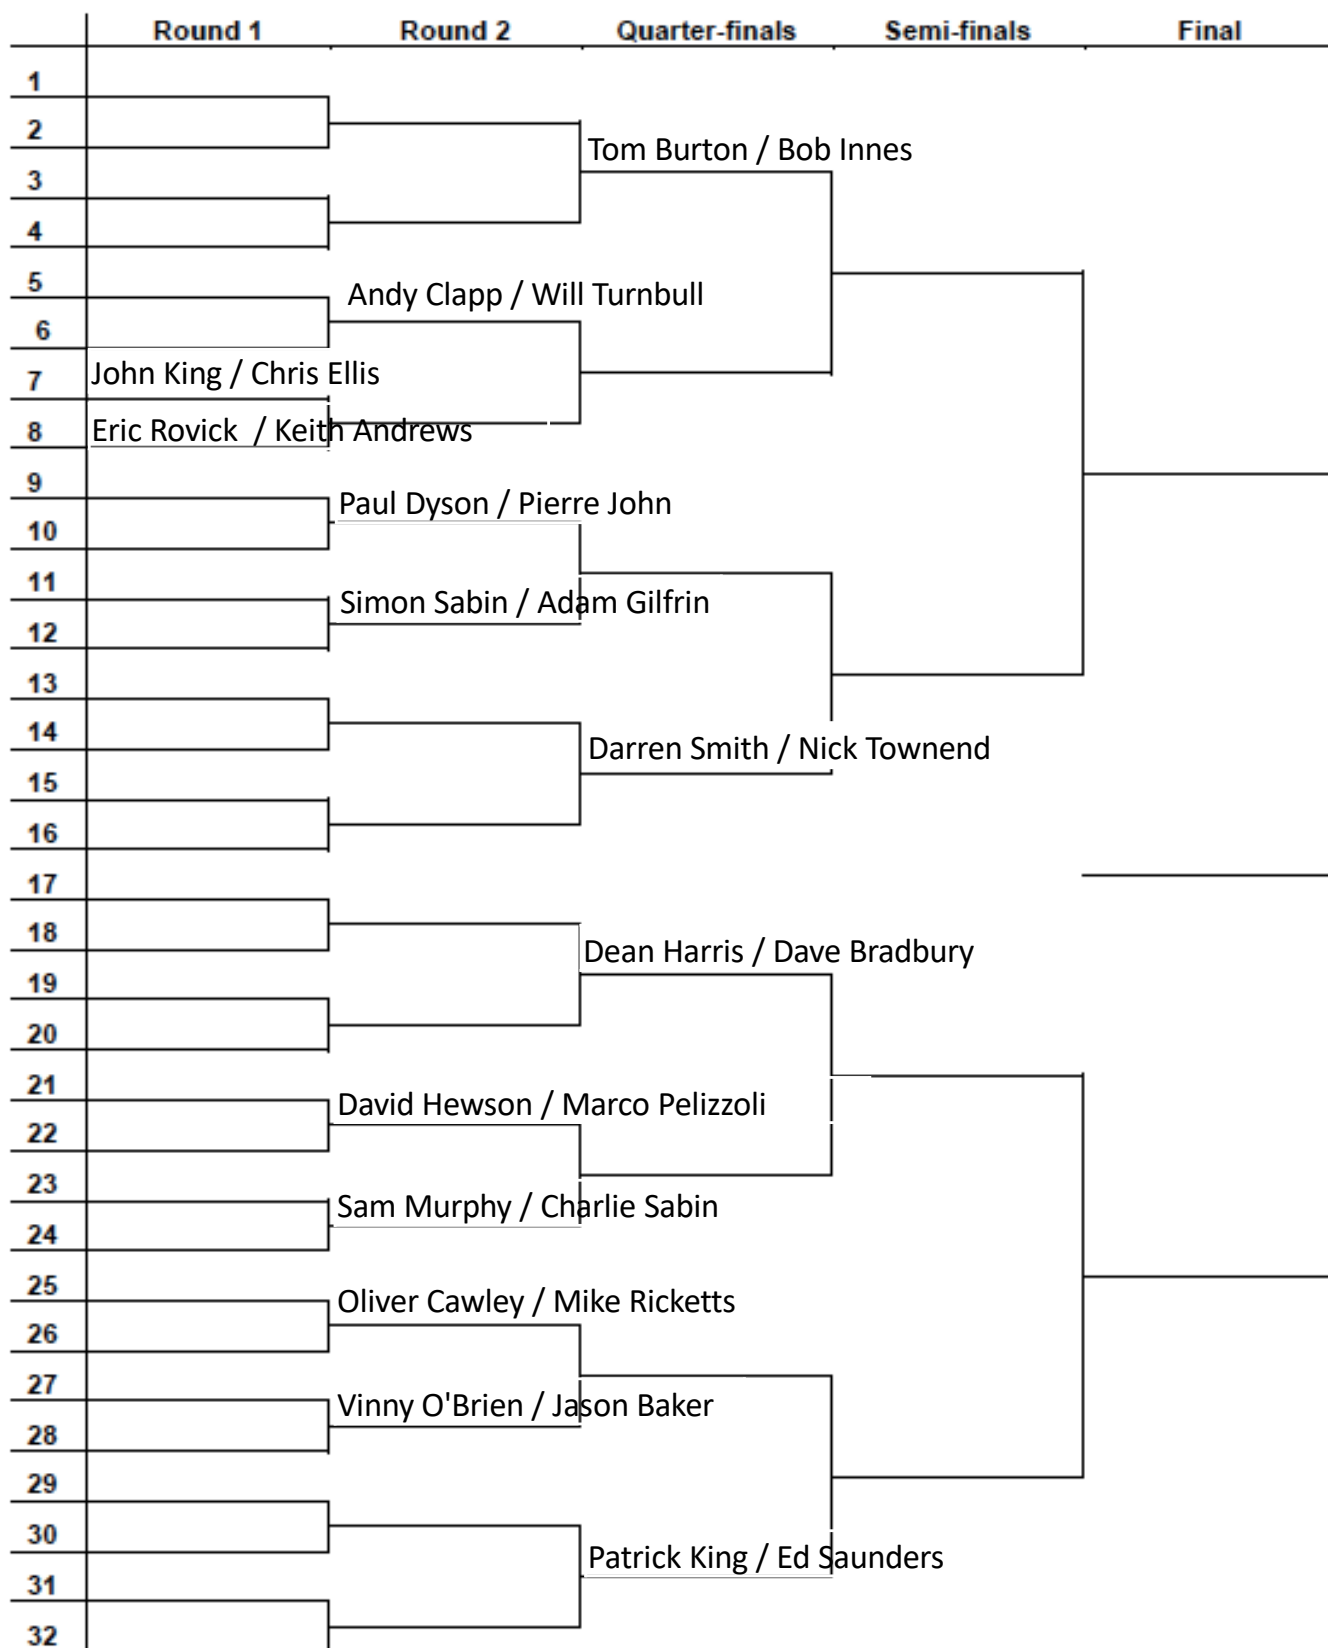 Round 1 Round 2 Quarter-finals Semi-finals Final
1
2
Tom Burton / Bob Innes
3
4
5
Andy Clapp / Will Turnbull
6
7 John King / Chris Ellis
8 Eric Rovick / Keith Andrews
9
Paul Dyson / Pierre John
10
11
Simon Sabin / Adam Gilfrin
12
13
14
Darren Smith / Nick Townend
15
16
17
18
Dean Harris / Dave Bradbury
19
20
21
David Hewson / Marco Pelizzoli
22
23
Sam Murphy / Charlie Sabin
24
25
Oliver Cawley / Mike Ricketts
26
27
Vinny O'Brien / Jason Baker
28
29
30
Patrick King / Ed Saunders
31
32